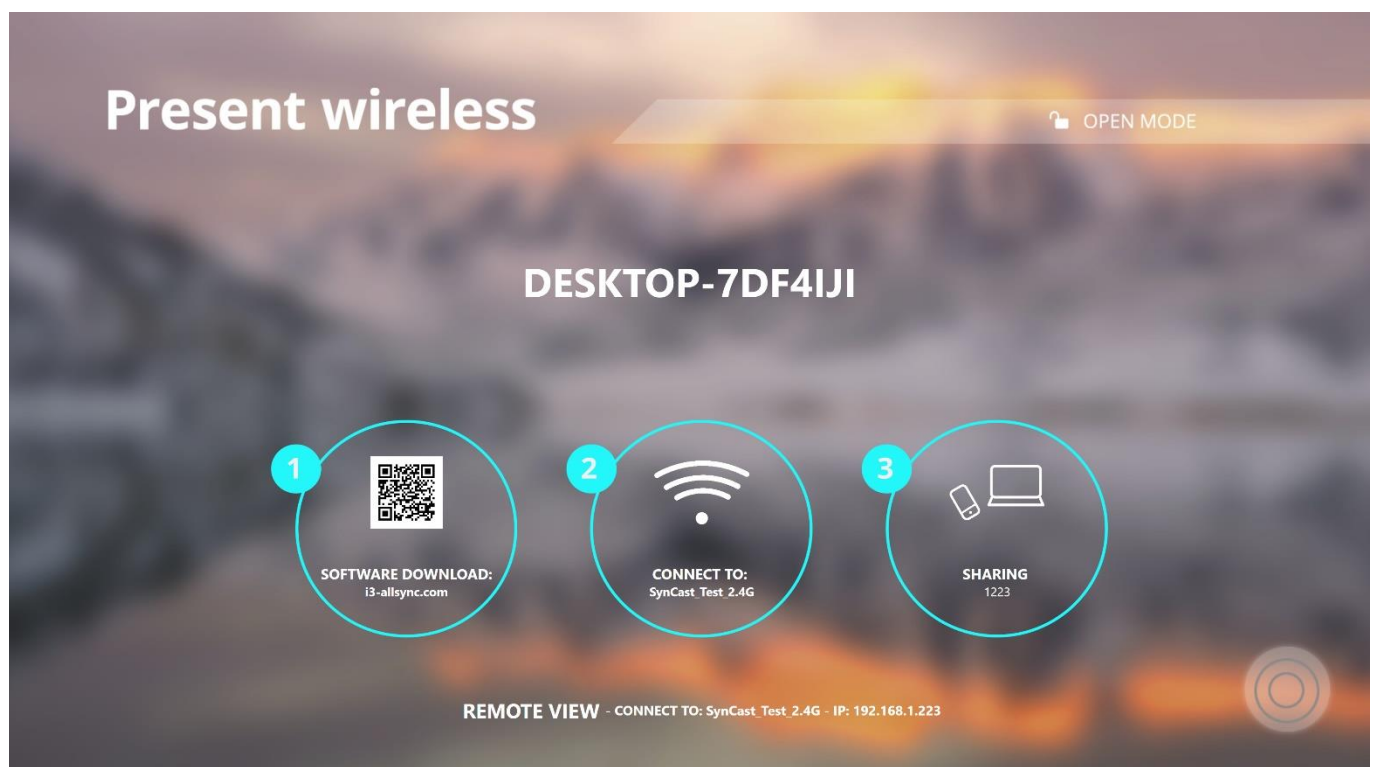 Present wireless
OPEN MODE
DESKTOP-7DF4IJI
1
SOFTWARE DOWNLOAD:
i3-allsync.com
2
CONNECT TO:
SynCast_Test_2.4G
3
SHARING
1223
REMOTE VIEW - CONNECT TO: SynCast_Test_2.4G - IP: 192.168.1.223